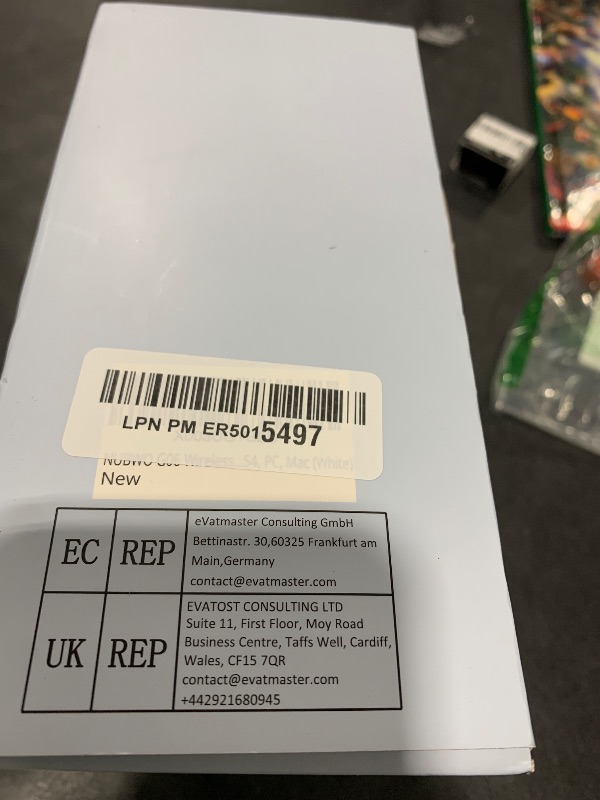 LPN PM ER5015497
NUBWO G06 Wireless ...S4, PC, Mac (White)
New
EC REP
eVatmaster Consulting GmbH
Bettinastr. 30,60325 Frankfurt am
Main,Germany
contact@evatmaster.com
UK REP
EVATOST CONSULTING LTD
Suite 11, First Floor, Moy Road
Business Centre, Taffs Well, Cardiff,
Wales, CF15 7QR
contact@evatmaster.com
+442921680945